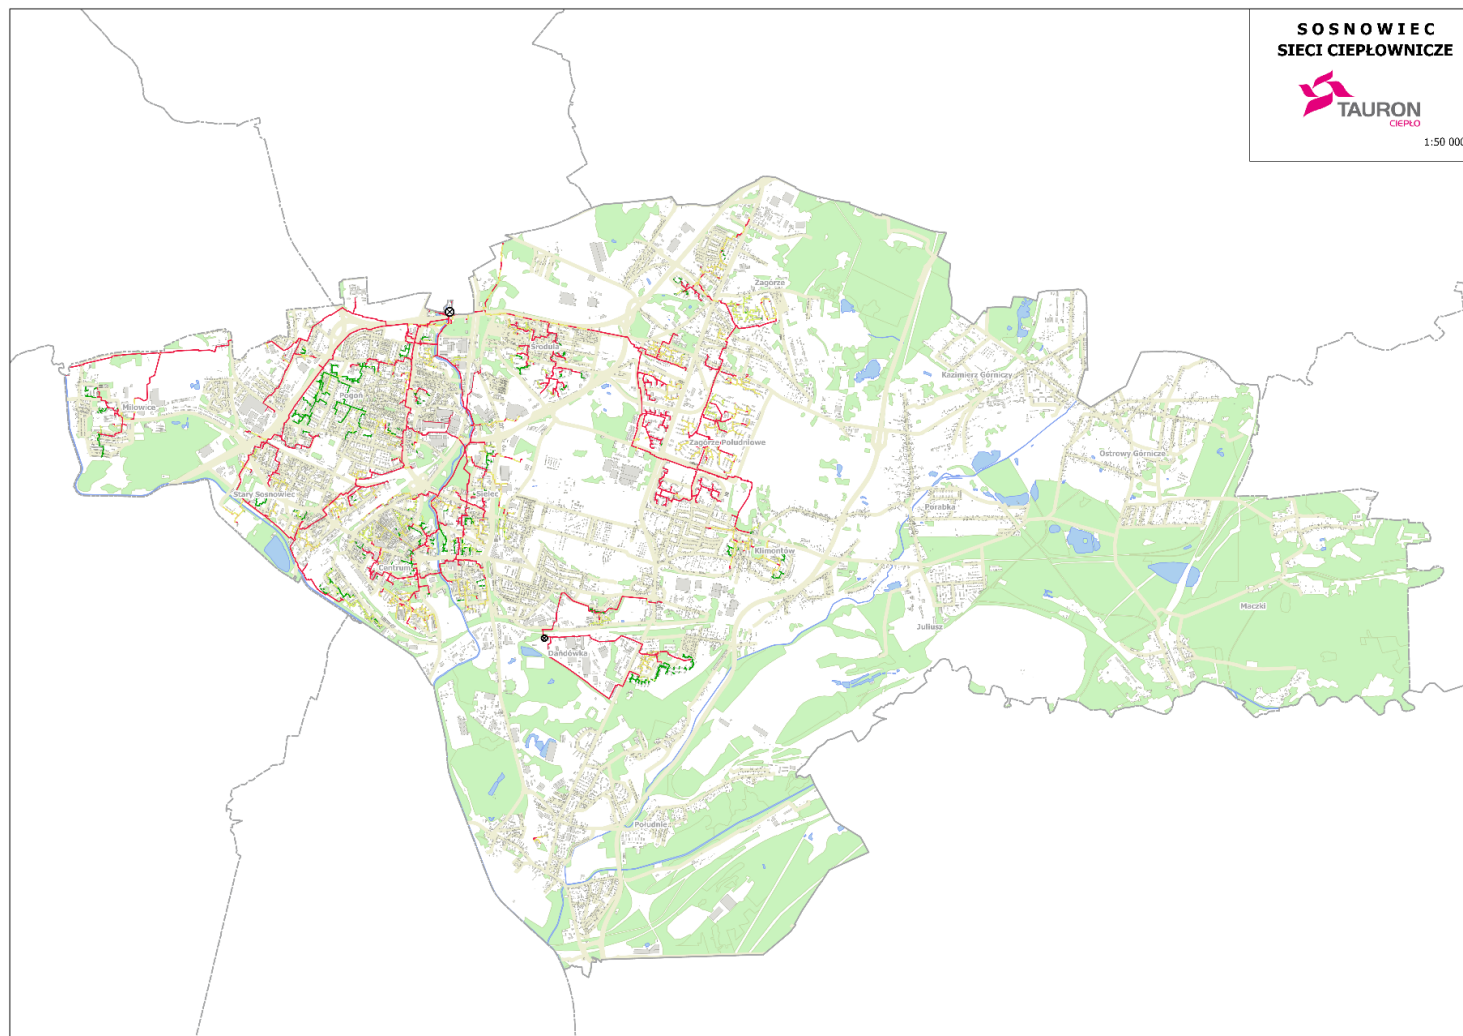 SOSNOWIEC
SIECI CIEPŁOWNICZE
TAURON
CIEPŁO
1:50 000
Zagórze
Środula
Kazimierz Górniczy
Pogoń
Milowice
Zagórze Południowe
Ostrowy Górnicze
Stary Sosnowiec
Sielec
Porąbka
Klimontów
Centrum
Maczki
Juliusz
Dańdówka
Południe